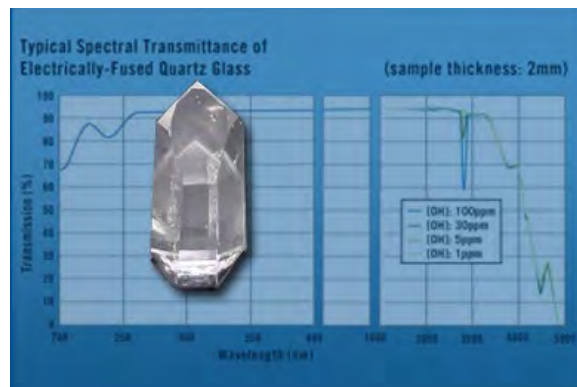 Typical Spectral Transmittance of
Electrically-Fused Quartz Glass
(sample thickness: 2mm)
Transmission (%)
100
90
80
70
60
50
40
30
20
10
0
250
300
350
400
1000
2000
3000
4000
5000
[OH]: 100ppm
[OH]: 30ppm
[OH]: 5ppm
[OH]: 1ppm
Wavelength (nm)